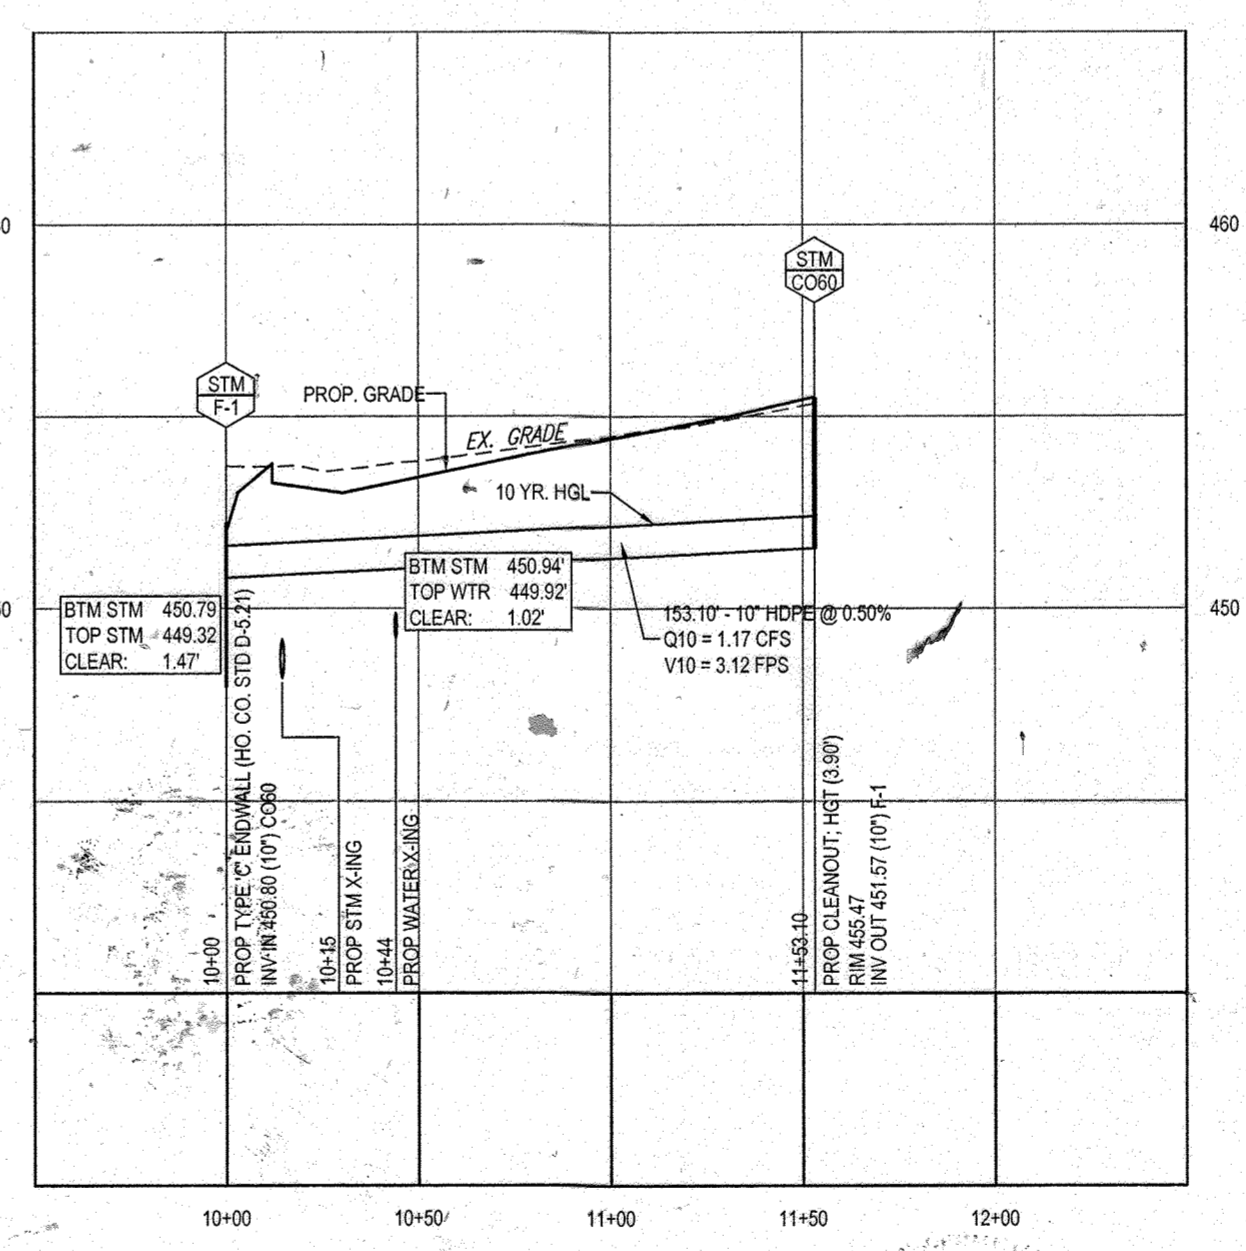 0
460
STM
CO60
STM
F-1
PROP. GRADE
EX. GRADE
10 YR. HGL
BTM STM 450.94'
TOP WTR 449.92'
CLEAR: 1.02'
BTM STM 450.79
TOP STM 449.32
CLEAR: 1.47'
50
450
153.10' - 10" HDPE @ 0.50%
Q10 = 1.17 CFS
V10 = 3.12 FPS
10+00
PROP TYPE 'C' ENDWALL (HO. CO. STD D-5.21)
INV IN 450.80 (10") CO60
10+15
PROP STM X-ING
10+44
PROP WATER X-ING
11+53.10
PROP CLEANOUT; HGT (3.90')
RIM 455.47
INV OUT 451.57 (10") F-1
10+00
10+50
11+00
11+50
12+00